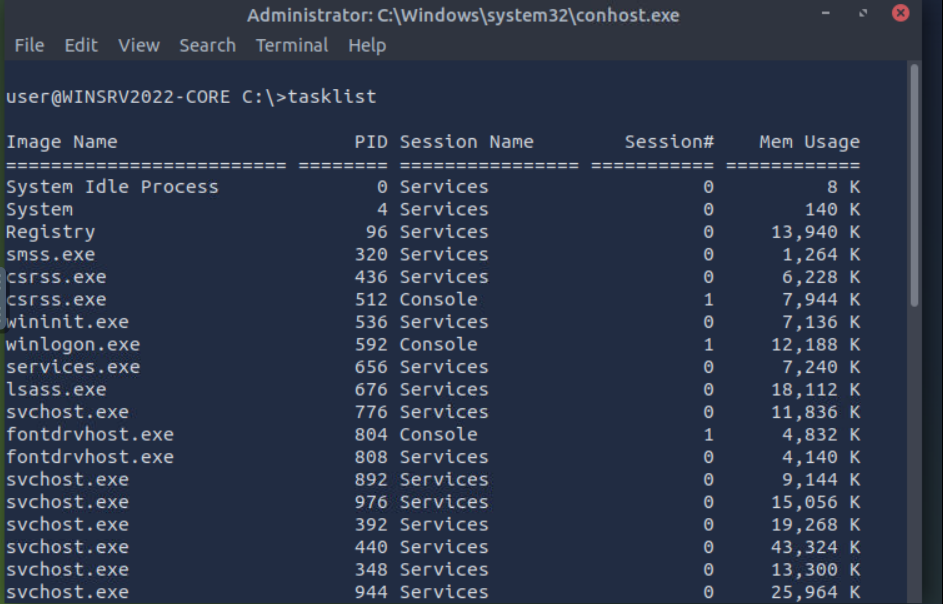 Administrator: C:\Windows\system32\conhost.exe
File Edit View Search Terminal Help
user@WINSRV2022-CORE C:\>tasklist
Image Name                     PID Session Name        Session#    Mem Usage
========================= ======== ================ =========== ============
System Idle Process              0 Services                   0          8 K
System                           4 Services                   0        140 K
Registry                        96 Services                   0     13,940 K
smss.exe                       320 Services                   0      1,264 K
csrss.exe                      436 Services                   0      6,228 K
csrss.exe                      512 Console                    1      7,944 K
wininit.exe                    536 Services                   0      7,136 K
winlogon.exe                   592 Console                    1     12,188 K
services.exe                   656 Services                   0      7,240 K
lsass.exe                      676 Services                   0     18,112 K
svchost.exe                    776 Services                   0     11,836 K
fontdrvhost.exe                804 Console                    1      4,832 K
fontdrvhost.exe                808 Services                   0      4,140 K
svchost.exe                    892 Services                   0      9,144 K
svchost.exe                    976 Services                   0     15,056 K
svchost.exe                    392 Services                   0     19,268 K
svchost.exe                    440 Services                   0     43,324 K
svchost.exe                    348 Services                   0     13,300 K
svchost.exe                    944 Services                   0     25,964 K